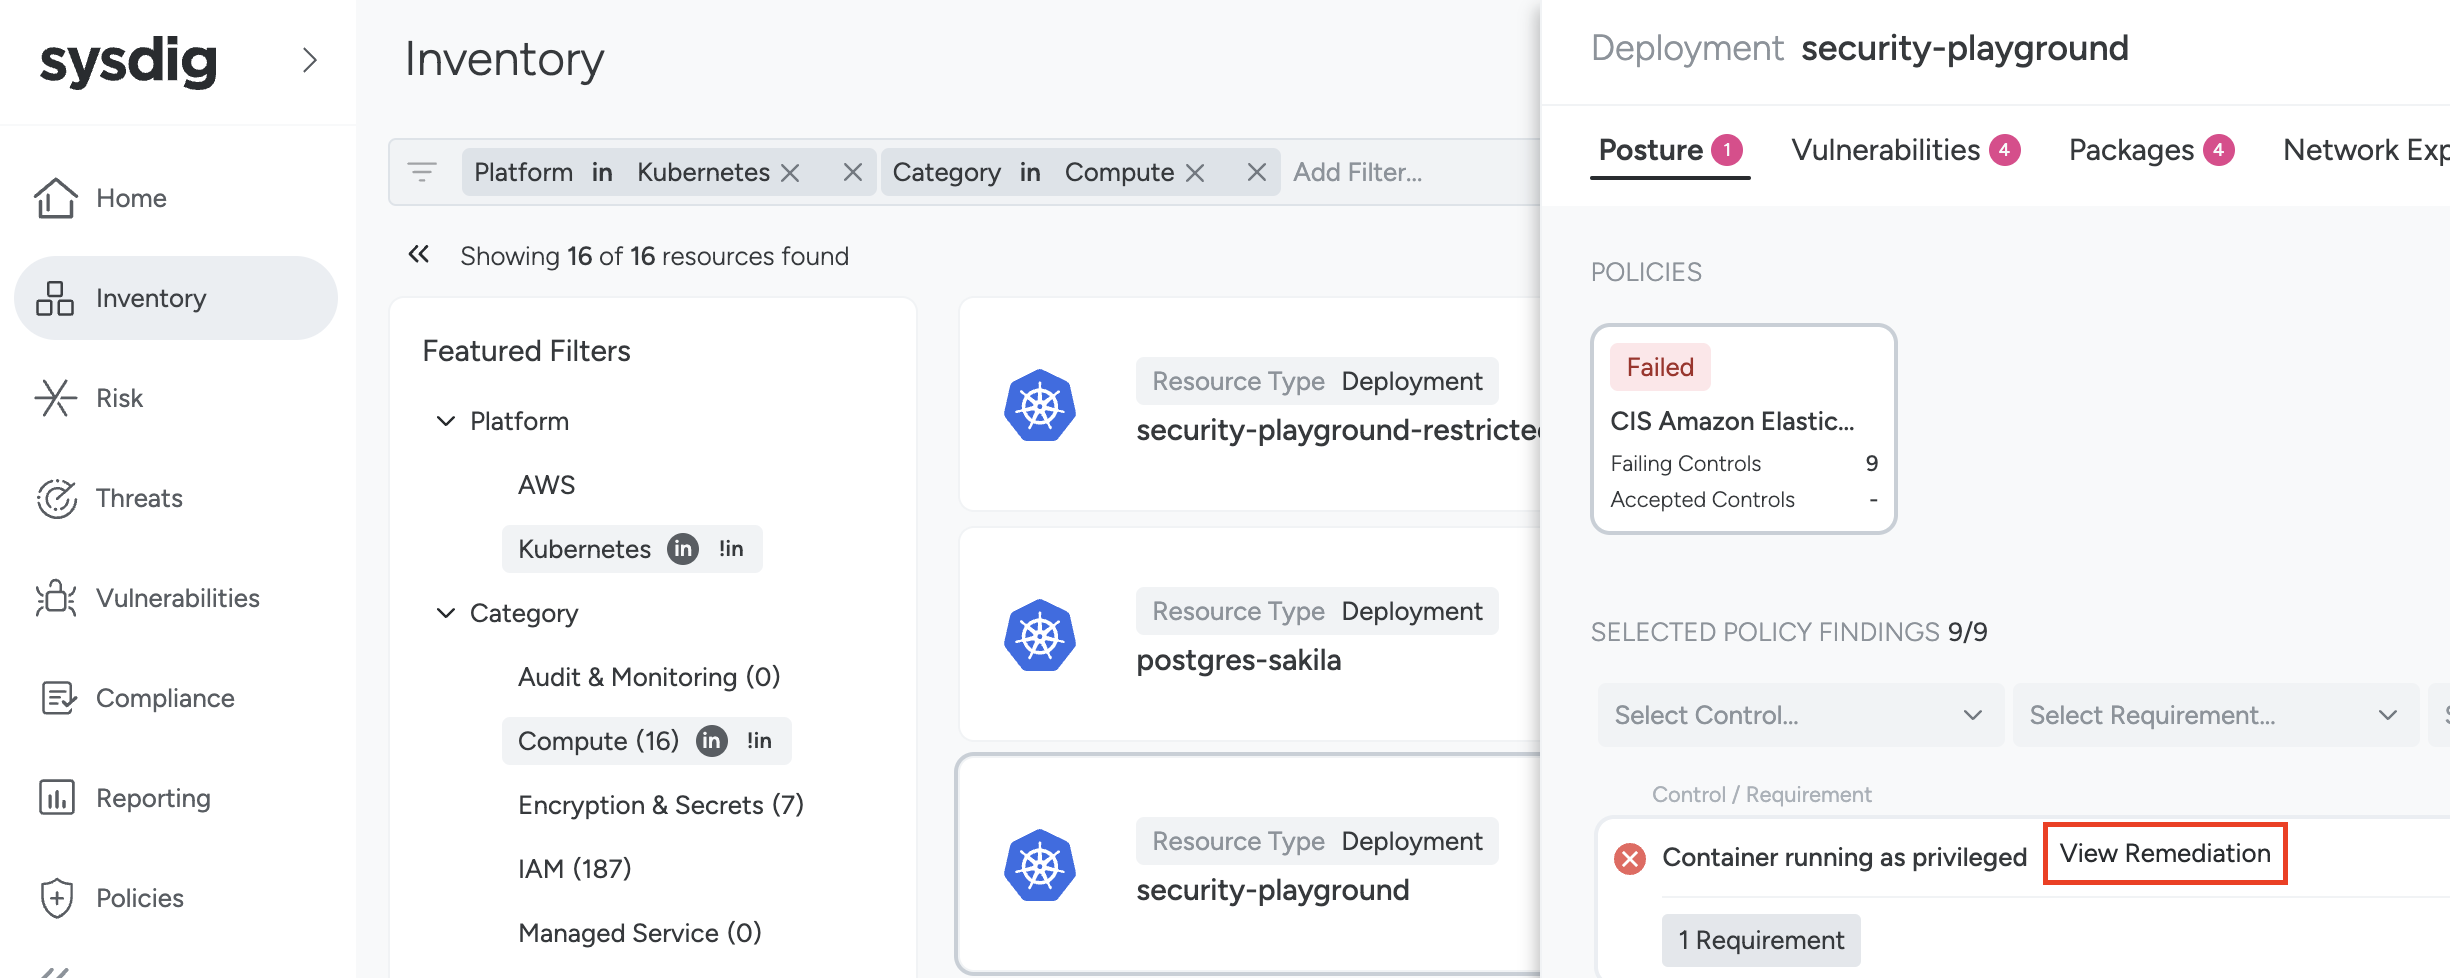 sysdig
Home
Inventory
Risk
Threats
Vulnerabilities
Compliance
Reporting
Policies
Inventory
Platform in Kubernetes
Category in Compute
Add Filter...
Showing 16 of 16 resources found
Featured Filters
Platform
AWS
Kubernetes in !in
Category
Audit & Monitoring (0)
Compute (16) in !in
Encryption & Secrets (7)
IAM (187)
Managed Service (0)
Resource Type Deployment
security-playground-restricted
Resource Type Deployment
postgres-sakila
Resource Type Deployment
security-playground
Deployment security-playground
Posture 1 Vulnerabilities 4 Packages 4 Network Exp
POLICIES
Failed
CIS Amazon Elastic...
Failing Controls 9
Accepted Controls -
SELECTED POLICY FINDINGS 9/9
Select Control... Select Requirement...
Control / Requirement
Container running as privileged View Remediation
1 Requirement